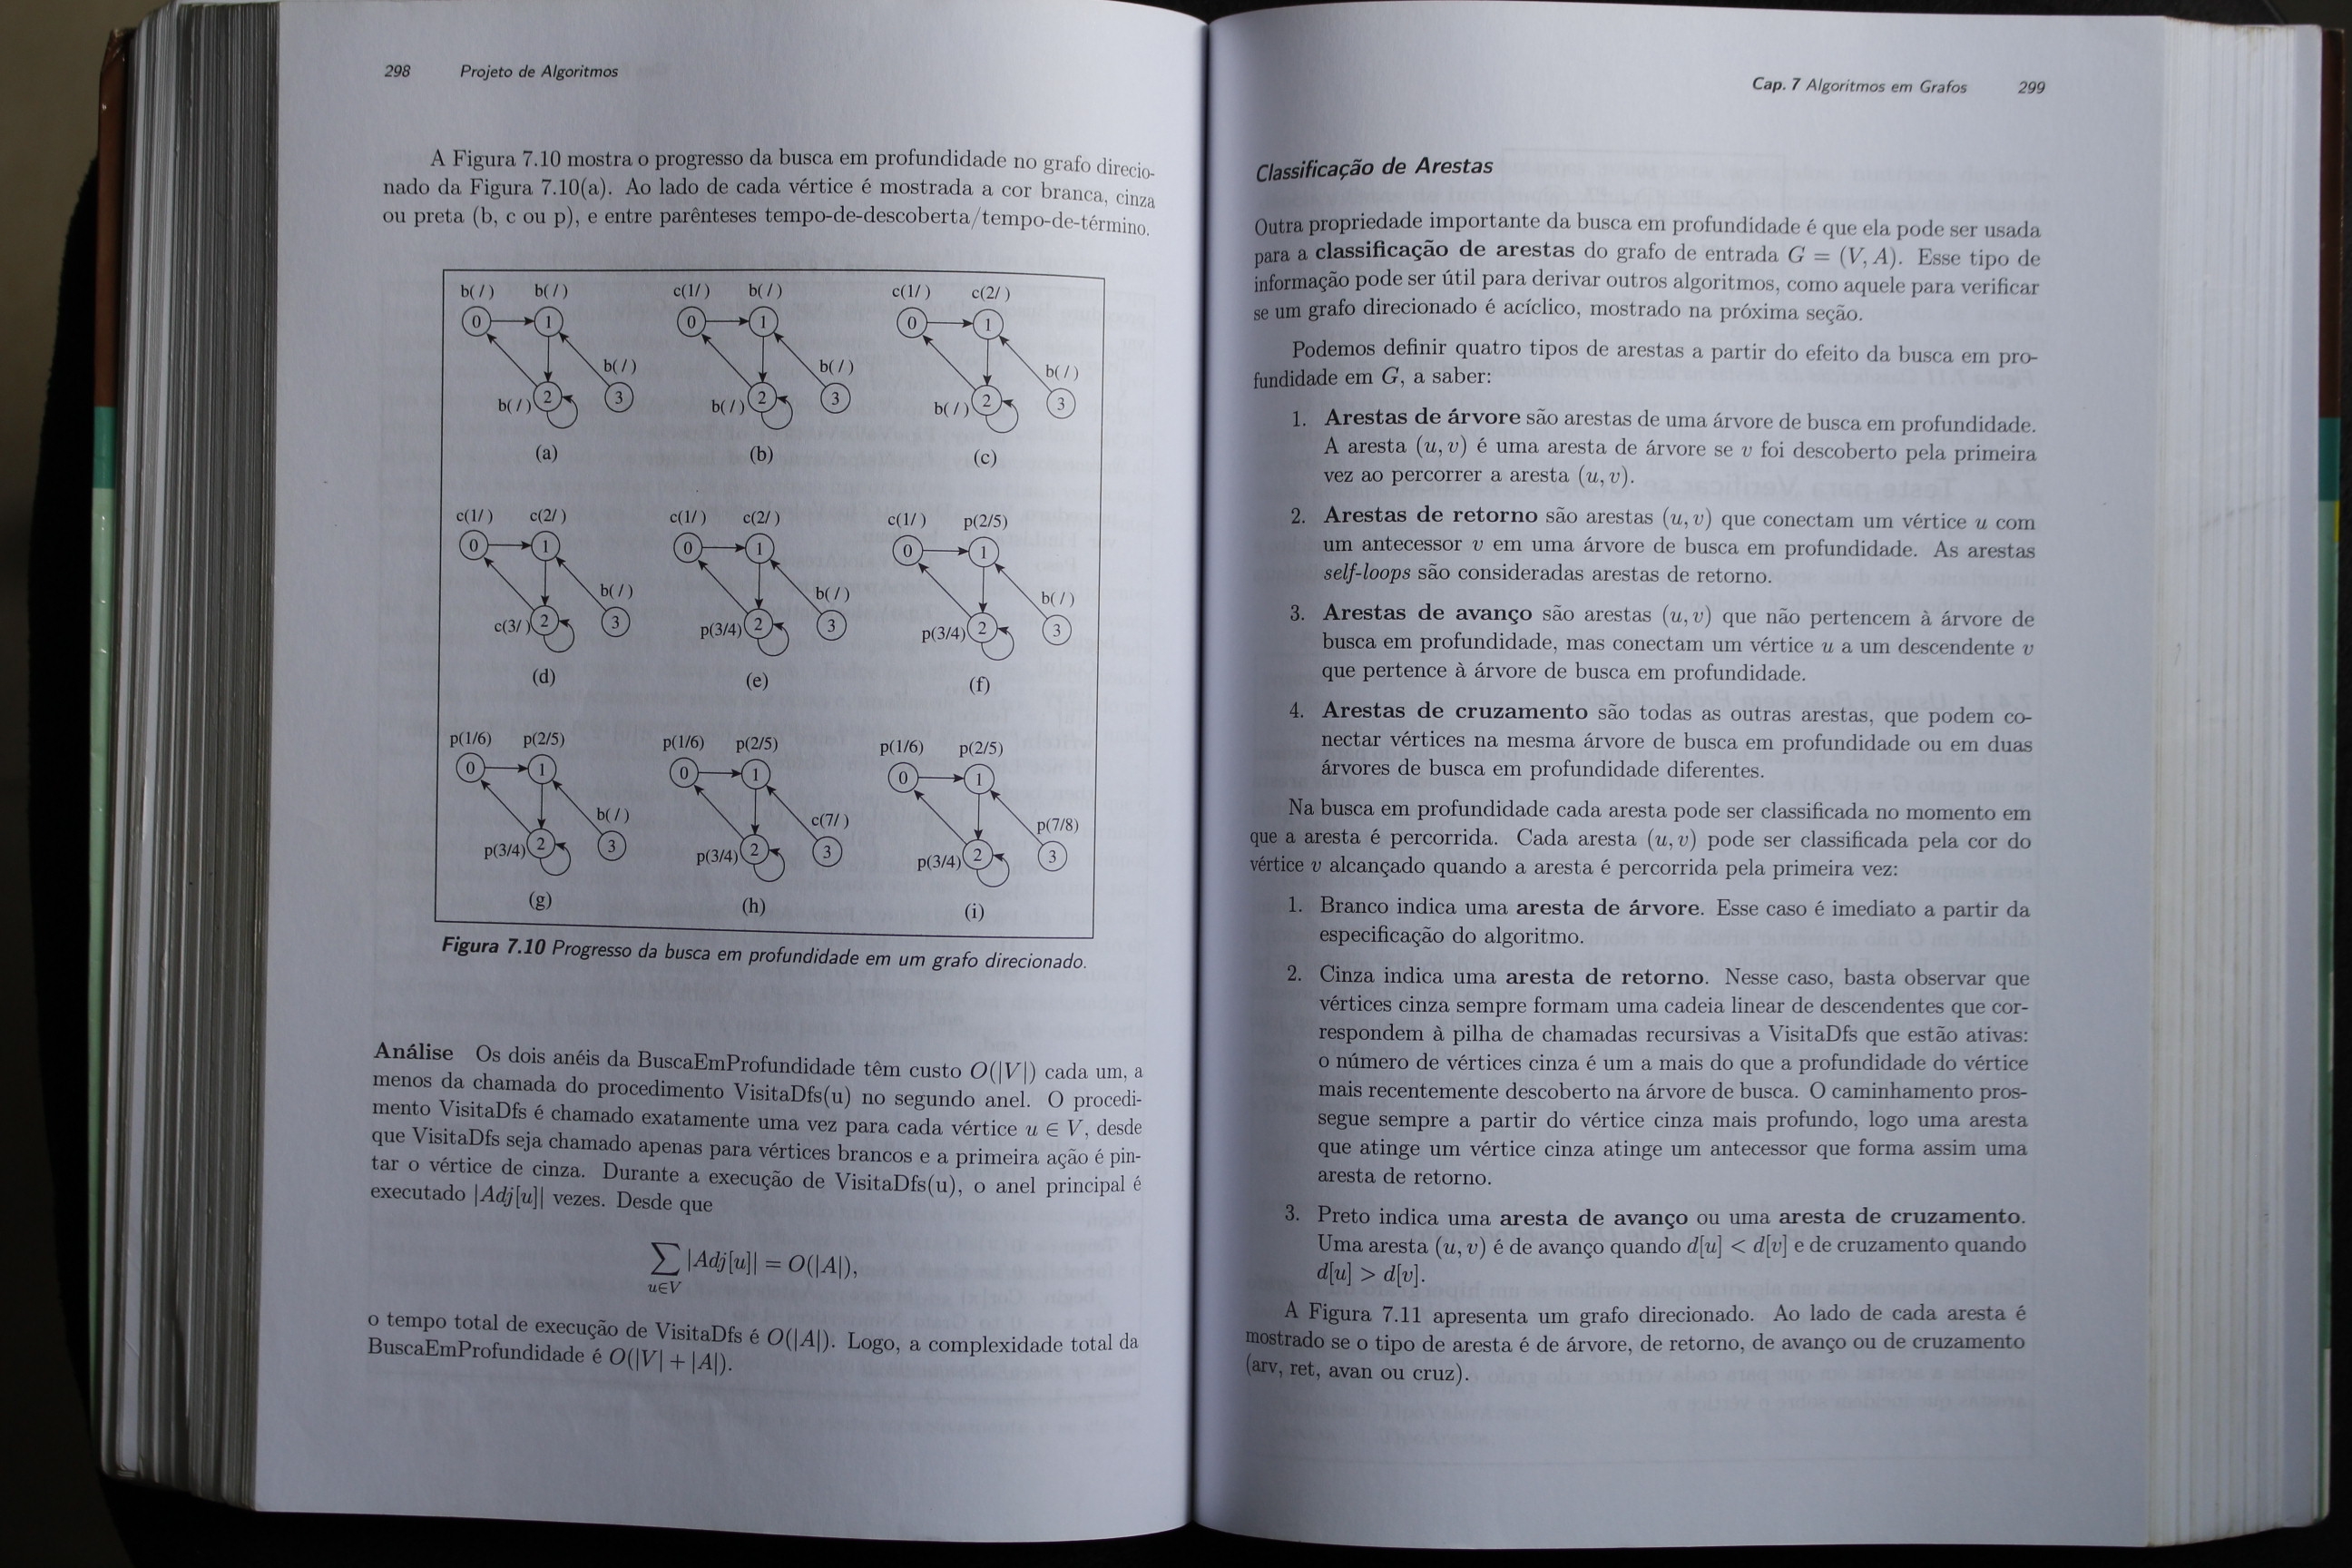 298 Projeto de Algoritmos
A Figura 7.10 mostra o progresso da busca em profundidade no grafo direcio-
nado da Figura 7.10(a). Ao lado de cada vértice é mostrada a cor branca, cinza
ou preta (b, c ou p), e entre parênteses tempo-de-descoberta/tempo-de-término.
b( / ) b( / ) c(1/ ) b( / ) c(1/ ) c(2/ )
0 1 0 1 0 1
b( / ) b( / ) b( / ) b( / ) b( / ) b( / )
2 3 2 3 2 3
(a) (b) (c)
c(1/ ) c(2/ ) c(1/ ) c(2/ ) c(1/ ) p(2/5)
0 1 0 1 0 1
c(3/ ) b( / ) p(3/4) b( / ) p(3/4) b( / )
2 3 2 3 2 3
(d) (e) (f)
p(1/6) p(2/5) p(1/6) p(2/5) p(1/6) p(2/5)
0 1 0 1 0 1
p(3/4) b( / ) p(3/4) c(7/ ) p(3/4) p(7/8)
2 3 2 3 2 3
(g) (h) (i)
Figura 7.10 Progresso da busca em profundidade em um grafo direcionado.
Análise Os dois anéis da BuscaEmProfundidade têm custo O(|V|) cada um, a
menos da chamada do procedimento VisitaDfs(u) no segundo anel. O procedi-
mento VisitaDfs é chamado exatamente uma vez para cada vértice u ∈ V, desde
que VisitaDfs seja chamado apenas para vértices brancos e a primeira ação é pin-
tar o vértice de cinza. Durante a execução de VisitaDfs(u), o anel principal é
executado |Adj[u]| vezes. Desde que
∑ |Adj[u]| = O(|A|),
u∈V
o tempo total de execução de VisitaDfs é O(|A|). Logo, a complexidade total da
BuscaEmProfundidade é O(|V| + |A|).
Cap. 7 Algoritmos em Grafos 299
Classificação de Arestas
Outra propriedade importante da busca em profundidade é que ela pode ser usada
para a classificação de arestas do grafo de entrada G = (V, A). Esse tipo de
informação pode ser útil para derivar outros algoritmos, como aquele para verificar
se um grafo direcionado é acíclico, mostrado na próxima seção.
Podemos definir quatro tipos de arestas a partir do efeito da busca em pro-
fundidade em G, a saber:
1. Arestas de árvore são arestas de uma árvore de busca em profundidade.
A aresta (u, v) é uma aresta de árvore se v foi descoberto pela primeira
vez ao percorrer a aresta (u, v).
2. Arestas de retorno são arestas (u, v) que conectam um vértice u com
um antecessor v em uma árvore de busca em profundidade. As arestas
self-loops são consideradas arestas de retorno.
3. Arestas de avanço são arestas (u, v) que não pertencem à árvore de
busca em profundidade, mas conectam um vértice u a um descendente v
que pertence à árvore de busca em profundidade.
4. Arestas de cruzamento são todas as outras arestas, que podem co-
nectar vértices na mesma árvore de busca em profundidade ou em duas
árvores de busca em profundidade diferentes.
Na busca em profundidade cada aresta pode ser classificada no momento em
que a aresta é percorrida. Cada aresta (u, v) pode ser classificada pela cor do
vértice v alcançado quando a aresta é percorrida pela primeira vez:
1. Branco indica uma aresta de árvore. Esse caso é imediato a partir da
especificação do algoritmo.
2. Cinza indica uma aresta de retorno. Nesse caso, basta observar que
vértices cinza sempre formam uma cadeia linear de descendentes que cor-
respondem à pilha de chamadas recursivas a VisitaDfs que estão ativas:
o número de vértices cinza é um a mais do que a profundidade do vértice
mais recentemente descoberto na árvore de busca. O caminhamento pros-
segue sempre a partir do vértice cinza mais profundo, logo uma aresta
que atinge um vértice cinza atinge um antecessor que forma assim uma
aresta de retorno.
3. Preto indica uma aresta de avanço ou uma aresta de cruzamento.
Uma aresta (u, v) é de avanço quando d[u] < d[v] e de cruzamento quando
d[u] > d[v].
A Figura 7.11 apresenta um grafo direcionado. Ao lado de cada aresta é
mostrado se o tipo de aresta é de árvore, de retorno, de avanço ou de cruzamento
(arv, ret, avan ou cruz).